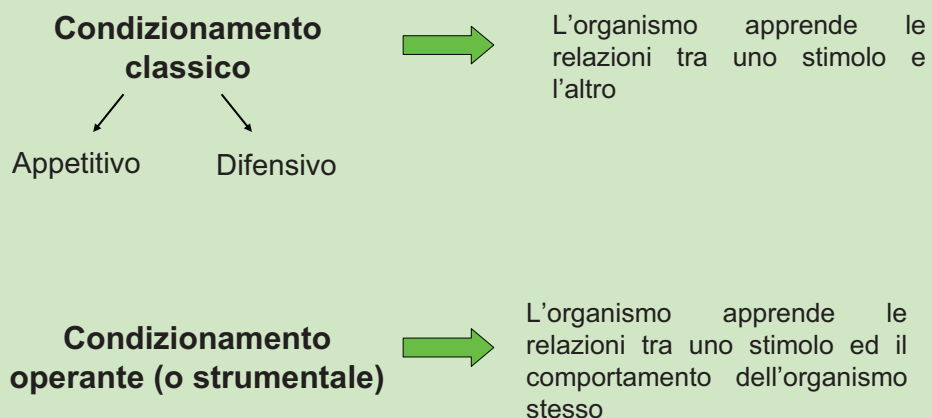 Condizionamento
classico
L’organismo apprende le
relazioni tra uno stimolo e
l’altro
Appetitivo
Difensivo
Condizionamento
operante (o strumentale)
L’organismo apprende le
relazioni tra uno stimolo ed il
comportamento dell’organismo
stesso